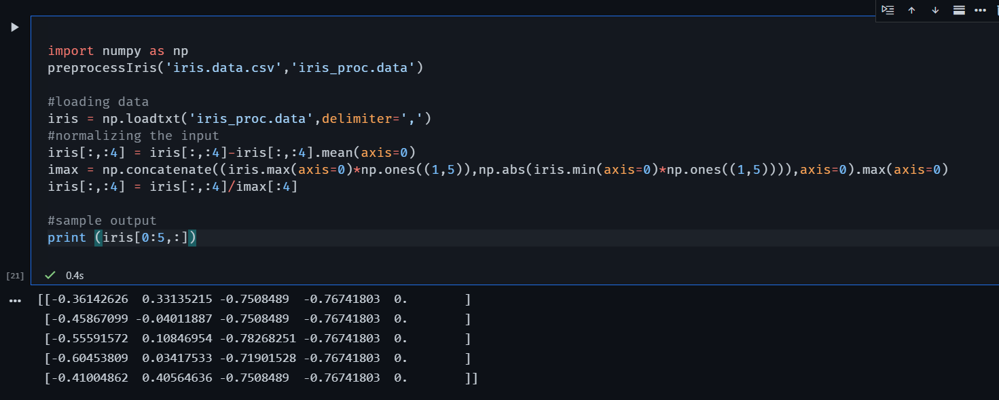 import numpy as np
preprocessIris('iris.data.csv','iris_proc.data')
#loading data
iris = np.loadtxt('iris_proc.data',delimiter=',')
#normalizing the input
iris[:,:4] = iris[:,:4]-iris[:,:4].mean(axis=0)
imax = np.concatenate((iris.max(axis=0)*np.ones((1,5)),np.abs(iris.min(axis=0)*np.ones((1,5)))),axis=0).max(axis=0)
iris[:,:4] = iris[:,:4]/imax[:4]
#sample output
print (iris[0:5,:])
[21] 0.4s
[[-0.36142626  0.33135215 -0.7508489  -0.76741803  0.        ]
 [-0.45867099 -0.04011887 -0.7508489  -0.76741803  0.        ]
 [-0.55591572  0.10846954 -0.78268251 -0.76741803  0.        ]
 [-0.60453809  0.03417533 -0.71901528 -0.76741803  0.        ]
 [-0.41004862  0.40564636 -0.7508489  -0.76741803  0.        ]]